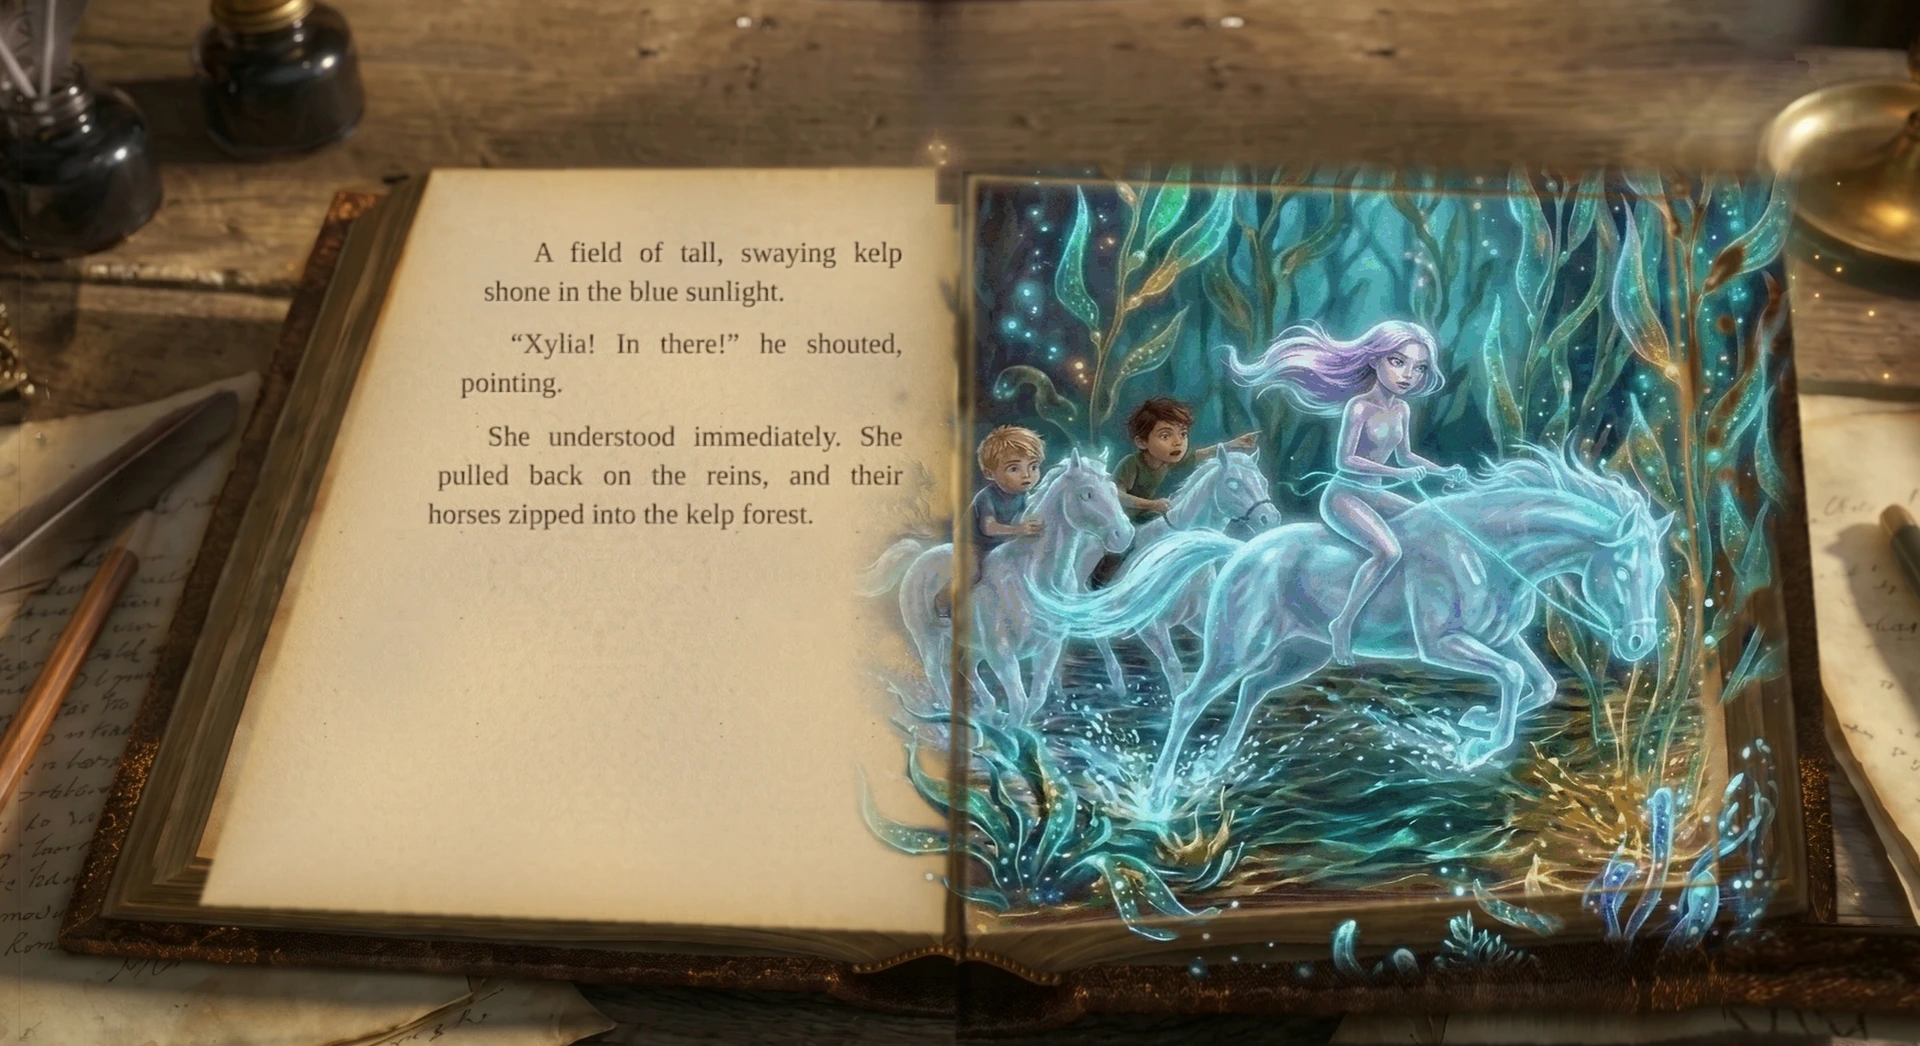 A field of tall, swaying kelp
shone in the blue sunlight.
“Xylia! In there!” he shouted,
pointing.
She understood immediately. She
pulled back on the reins, and their
horses zipped into the kelp forest.